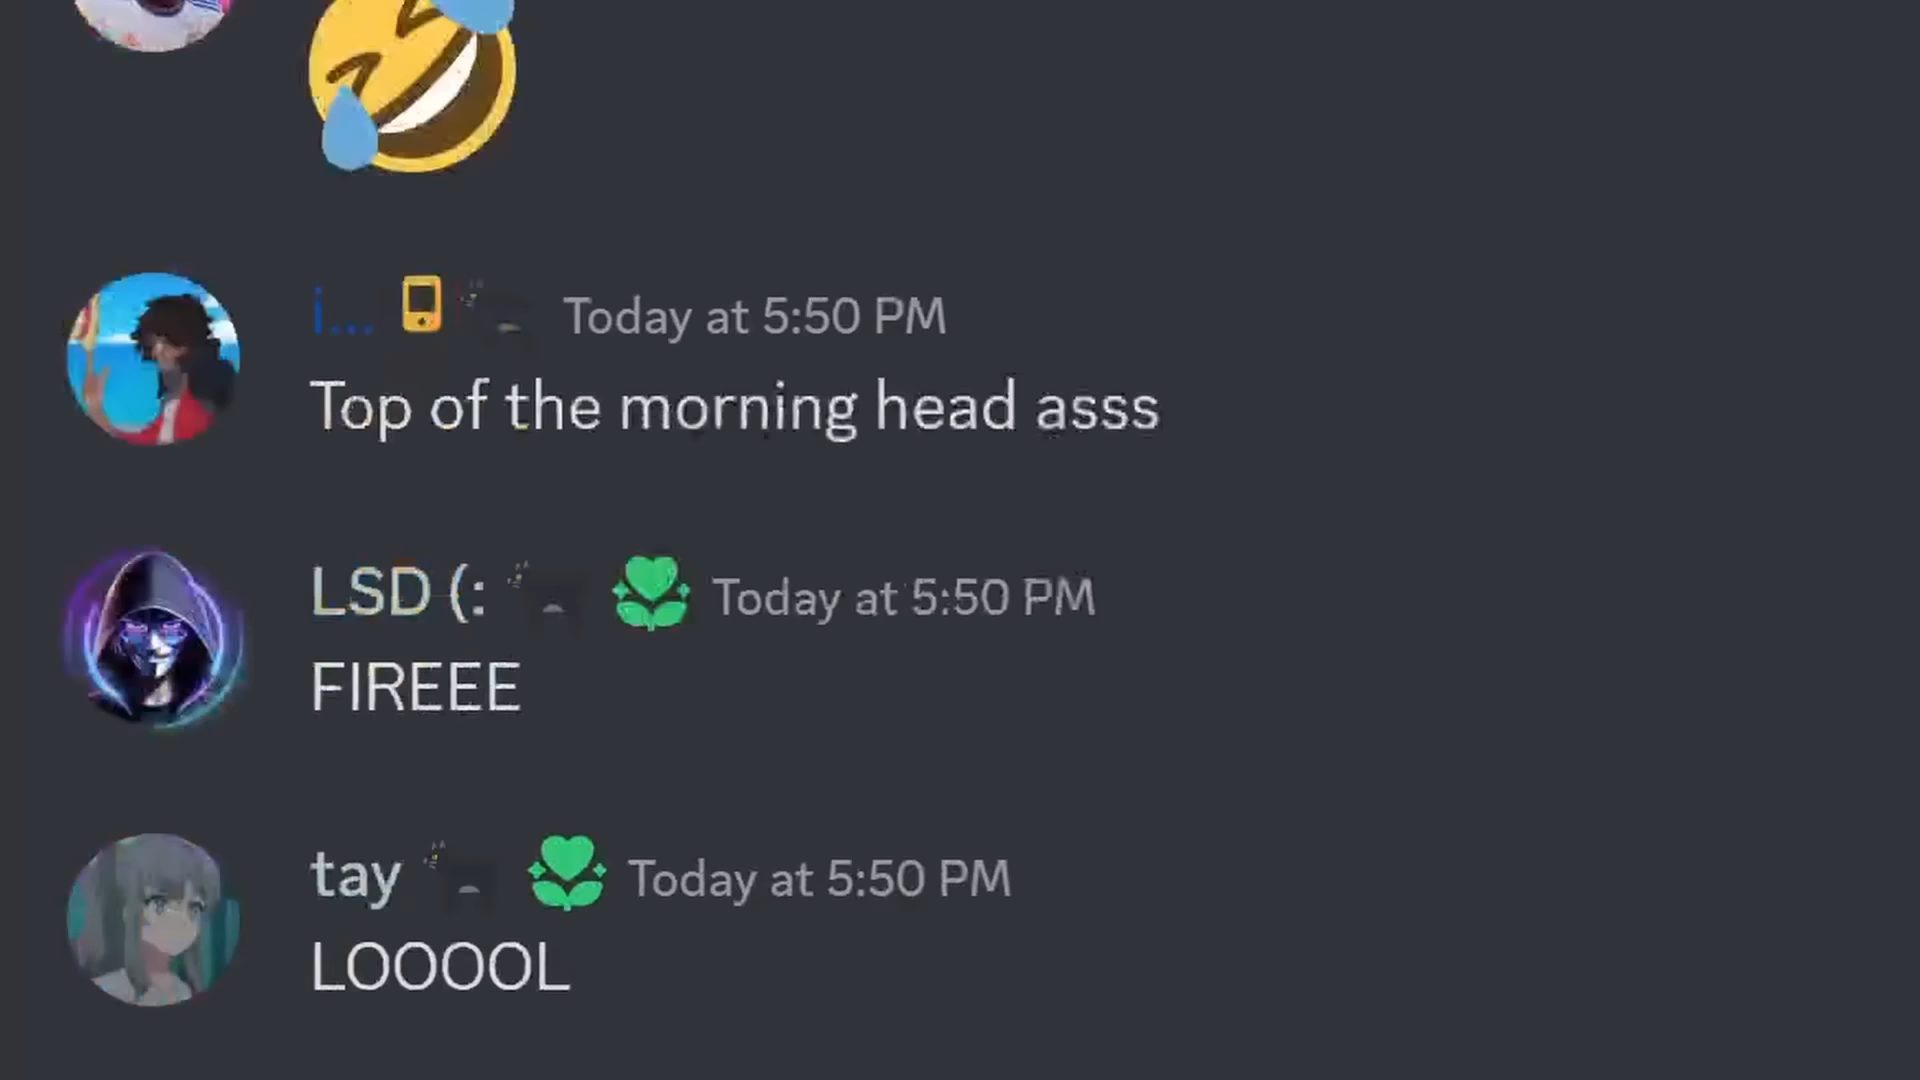 i... Today at 5:50 PM
Top of the morning head asss
LSD (: Today at 5:50 PM
FIREEE
tay Today at 5:50 PM
LOOOOL